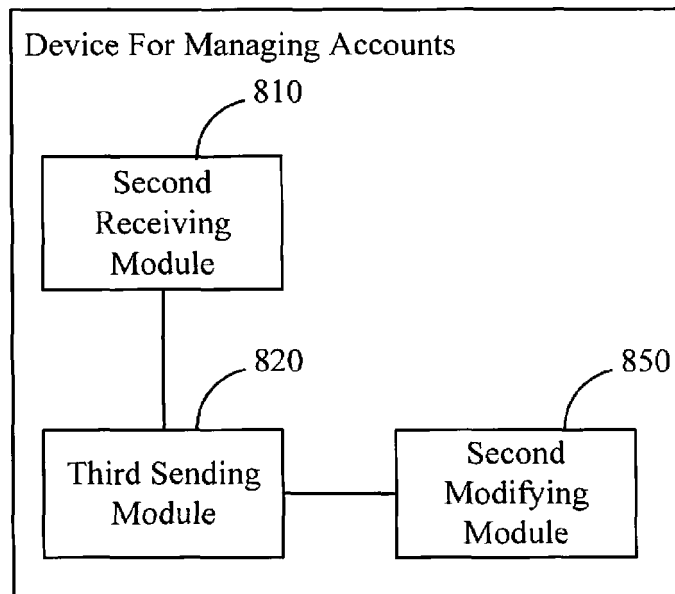 Device For Managing Accounts
810
Second
Receiving
Module
820
850
Third Sending
Module
Second
Modifying
Module